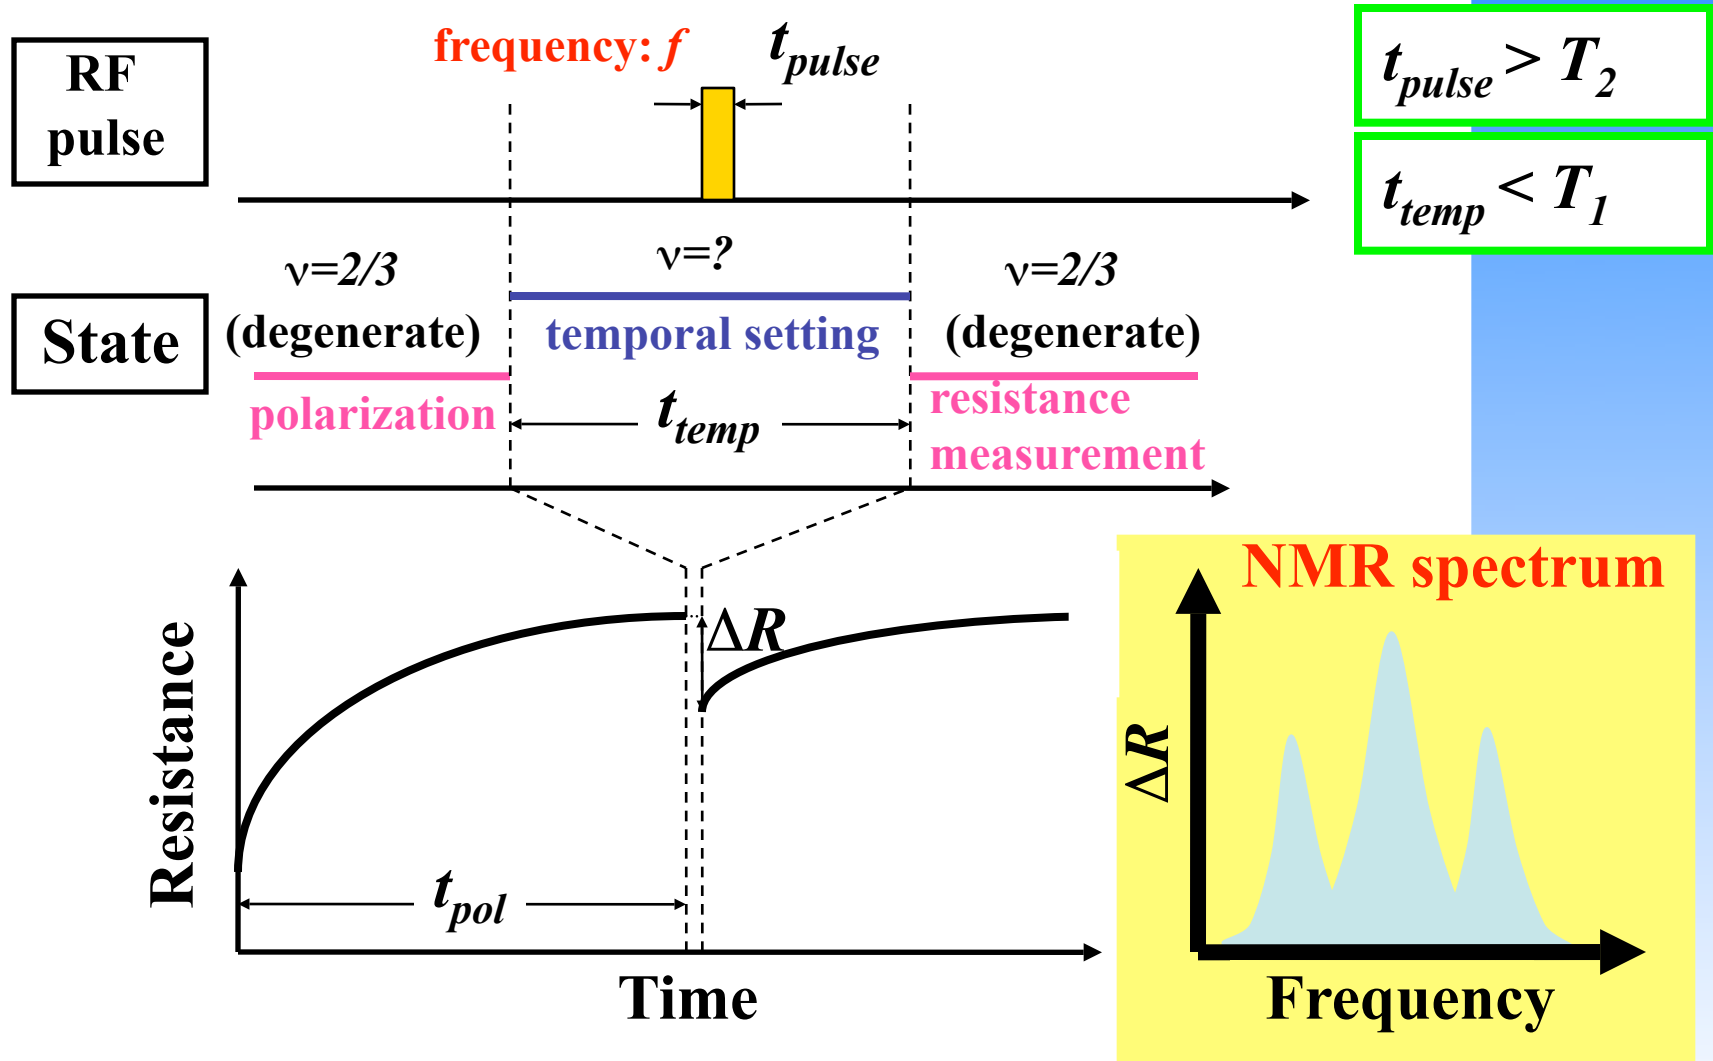 RF
pulse
frequency: f
t_pulse
t_pulse > T_2
t_temp < T_1
State
ν=2/3
(degenerate)
polarization
ν=?
temporal setting
t_temp
ν=2/3
(degenerate)
resistance
measurement
Resistance
ΔR
t_pol
Time
NMR spectrum
ΔR
Frequency